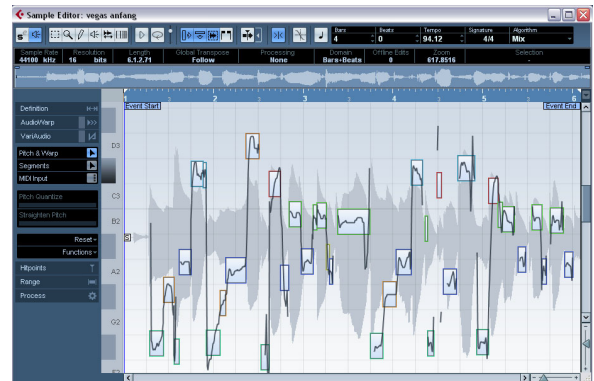 Sample Editor: vegas anfang
Bars Beats Tempo Signature Algorithm
4 0 94.12 4/4 Mix
Sample Rate Resolution Length Global Transpose Processing Domain Offline Edits Zoom Selection
44100 kHz 16 bits 6.1.2.71 Follow None Bars+Beats 0 617.8516 -
1 2 3 4 5 6
Event Start Event End
Definition
AudioWarp
VariAudio
Pitch & Warp
Segments
MIDI Input
Pitch Quantize
Straighten Pitch
Reset
Functions
Hitpoints
Range
Process
D3
C3
B2
A2
G2